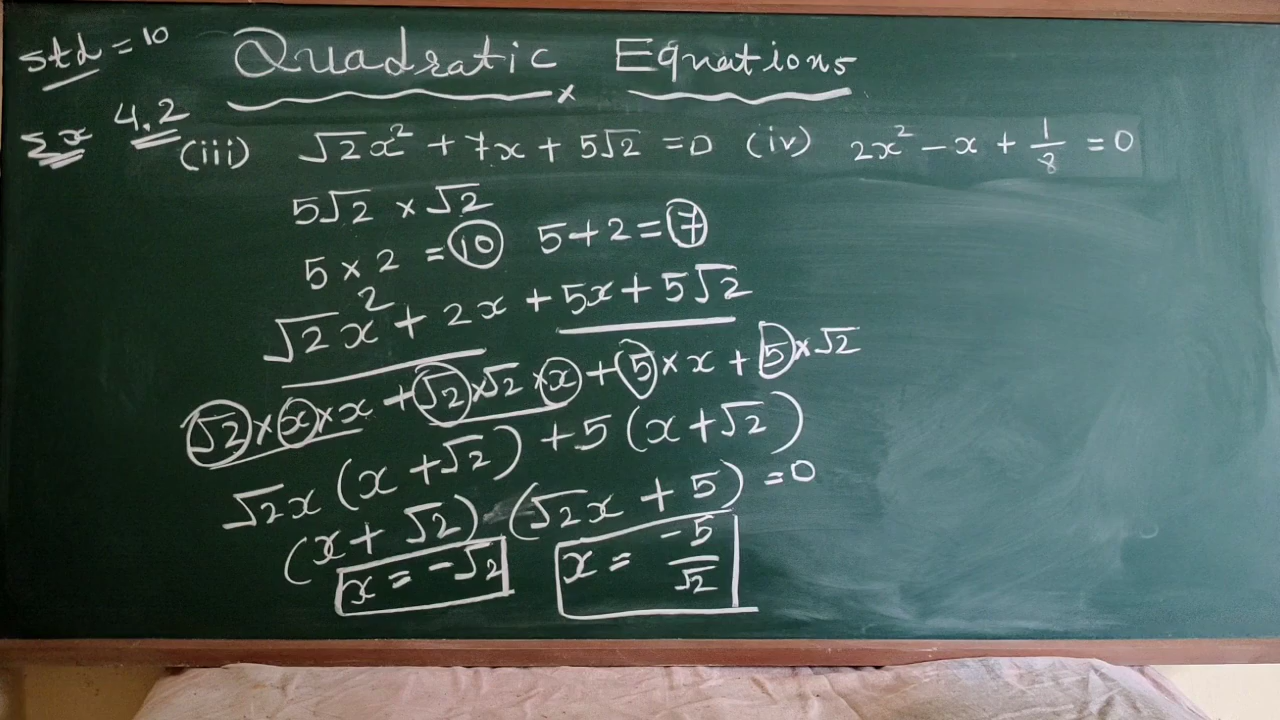 std = 10
Quadratic Equations
Ex 4.2
(iii) √2x² + 7x + 5√2 = 0 (iv) 2x² - x + 1/8 = 0
5√2 × √2
5 × 2 = 10 5+2 = 7
√2x² + 2x + 5x + 5√2
√2 × x × x + √2 × √2 × x + 5 × x + 5 × √2
√2x (x + √2) + 5 (x + √2)
(x + √2) (√2x + 5) = 0
x = -√2 x = -5/√2